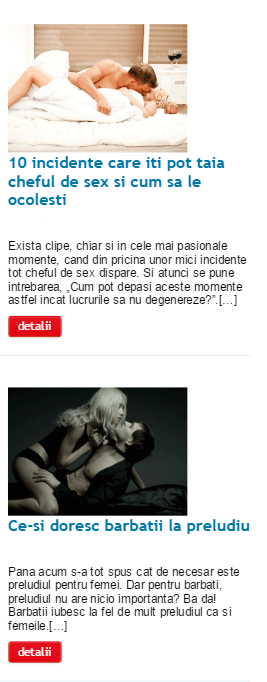 10 incidente care iti pot taia
cheful de sex si cum sa le
ocolesti
Exista clipe, chiar si in cele mai pasionale
momente, cand din pricina unor mici incidente
tot cheful de sex dispare. Si atunci se pune
intrebarea, „Cum pot depasi aceste momente
astfel incat lucrurile sa nu degenereze?”.[…]
detalii
Ce-si doresc barbatii la preludiu
Pana acum s-a tot spus cat de necesar este
preludiul pentru femei. Dar pentru barbati,
preludiul nu are nicio importanta? Ba da!
Barbatii iubesc la fel de mult preludiul ca si
femeile.[…]
detalii